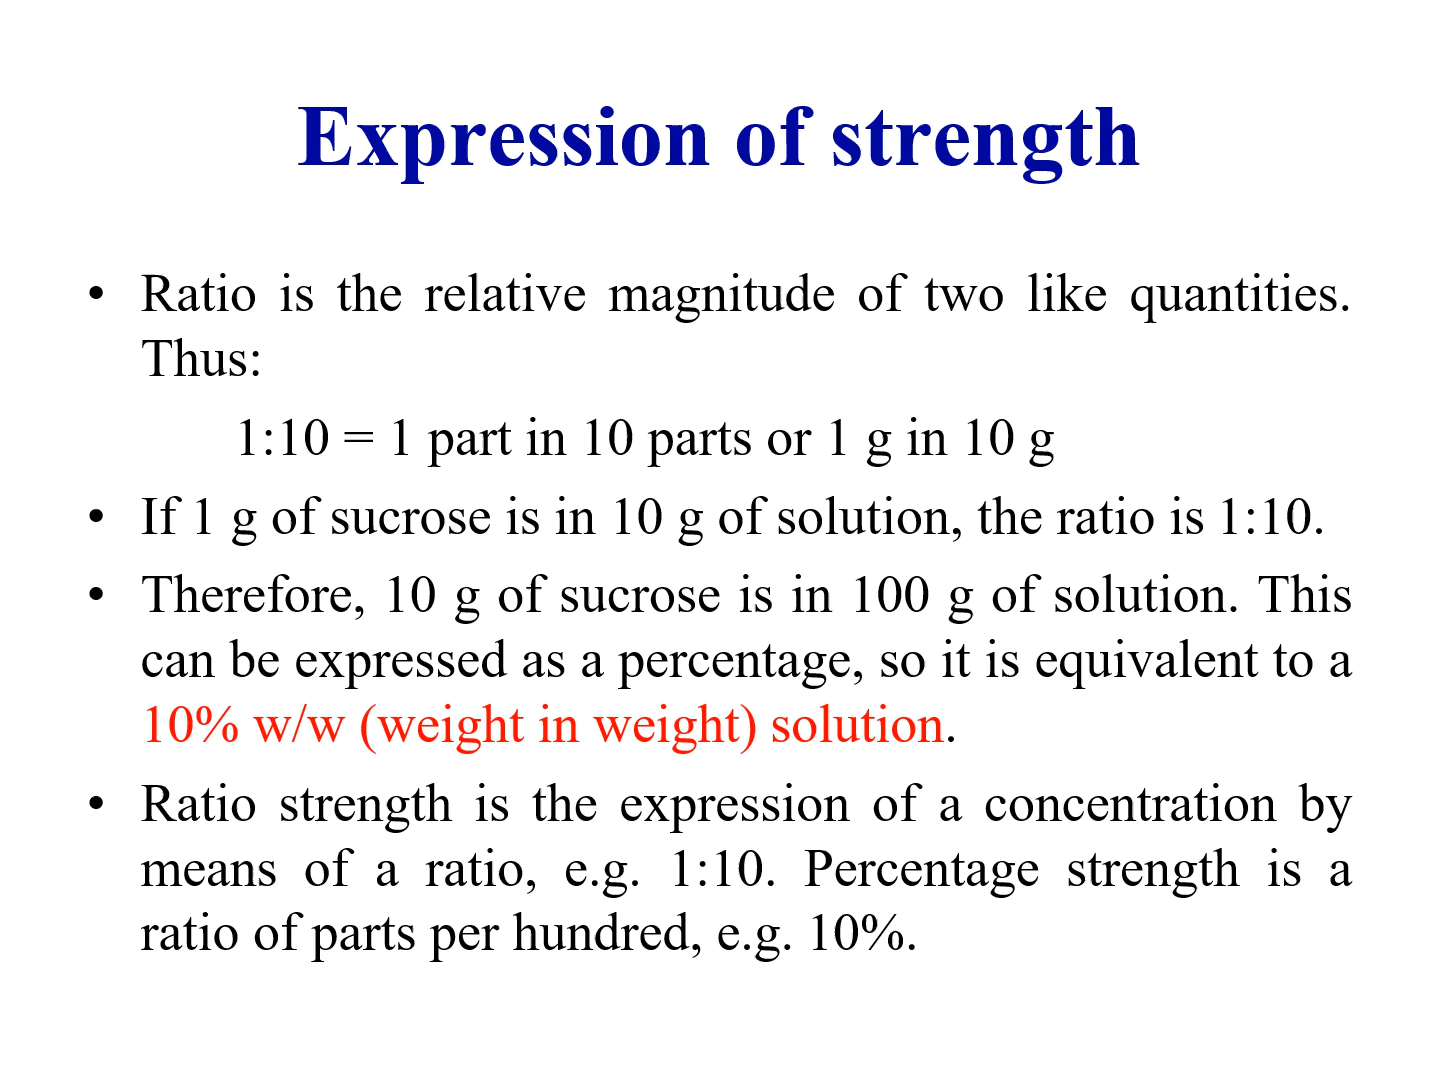 Expression of strength
• Ratio is the relative magnitude of two like quantities.
Thus:
1:10 = 1 part in 10 parts or 1 g in 10 g
• If 1 g of sucrose is in 10 g of solution, the ratio is 1:10.
• Therefore, 10 g of sucrose is in 100 g of solution. This
can be expressed as a percentage, so it is equivalent to a
10% w/w (weight in weight) solution.
• Ratio strength is the expression of a concentration by
means of a ratio, e.g. 1:10. Percentage strength is a
ratio of parts per hundred, e.g. 10%.